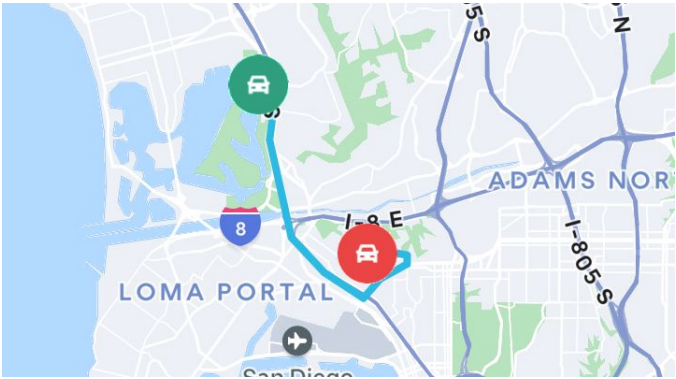 5 S
N
S
ADAMS NOR
I-8 E
8
I-805 S
LOMA PORTAL
San Diego